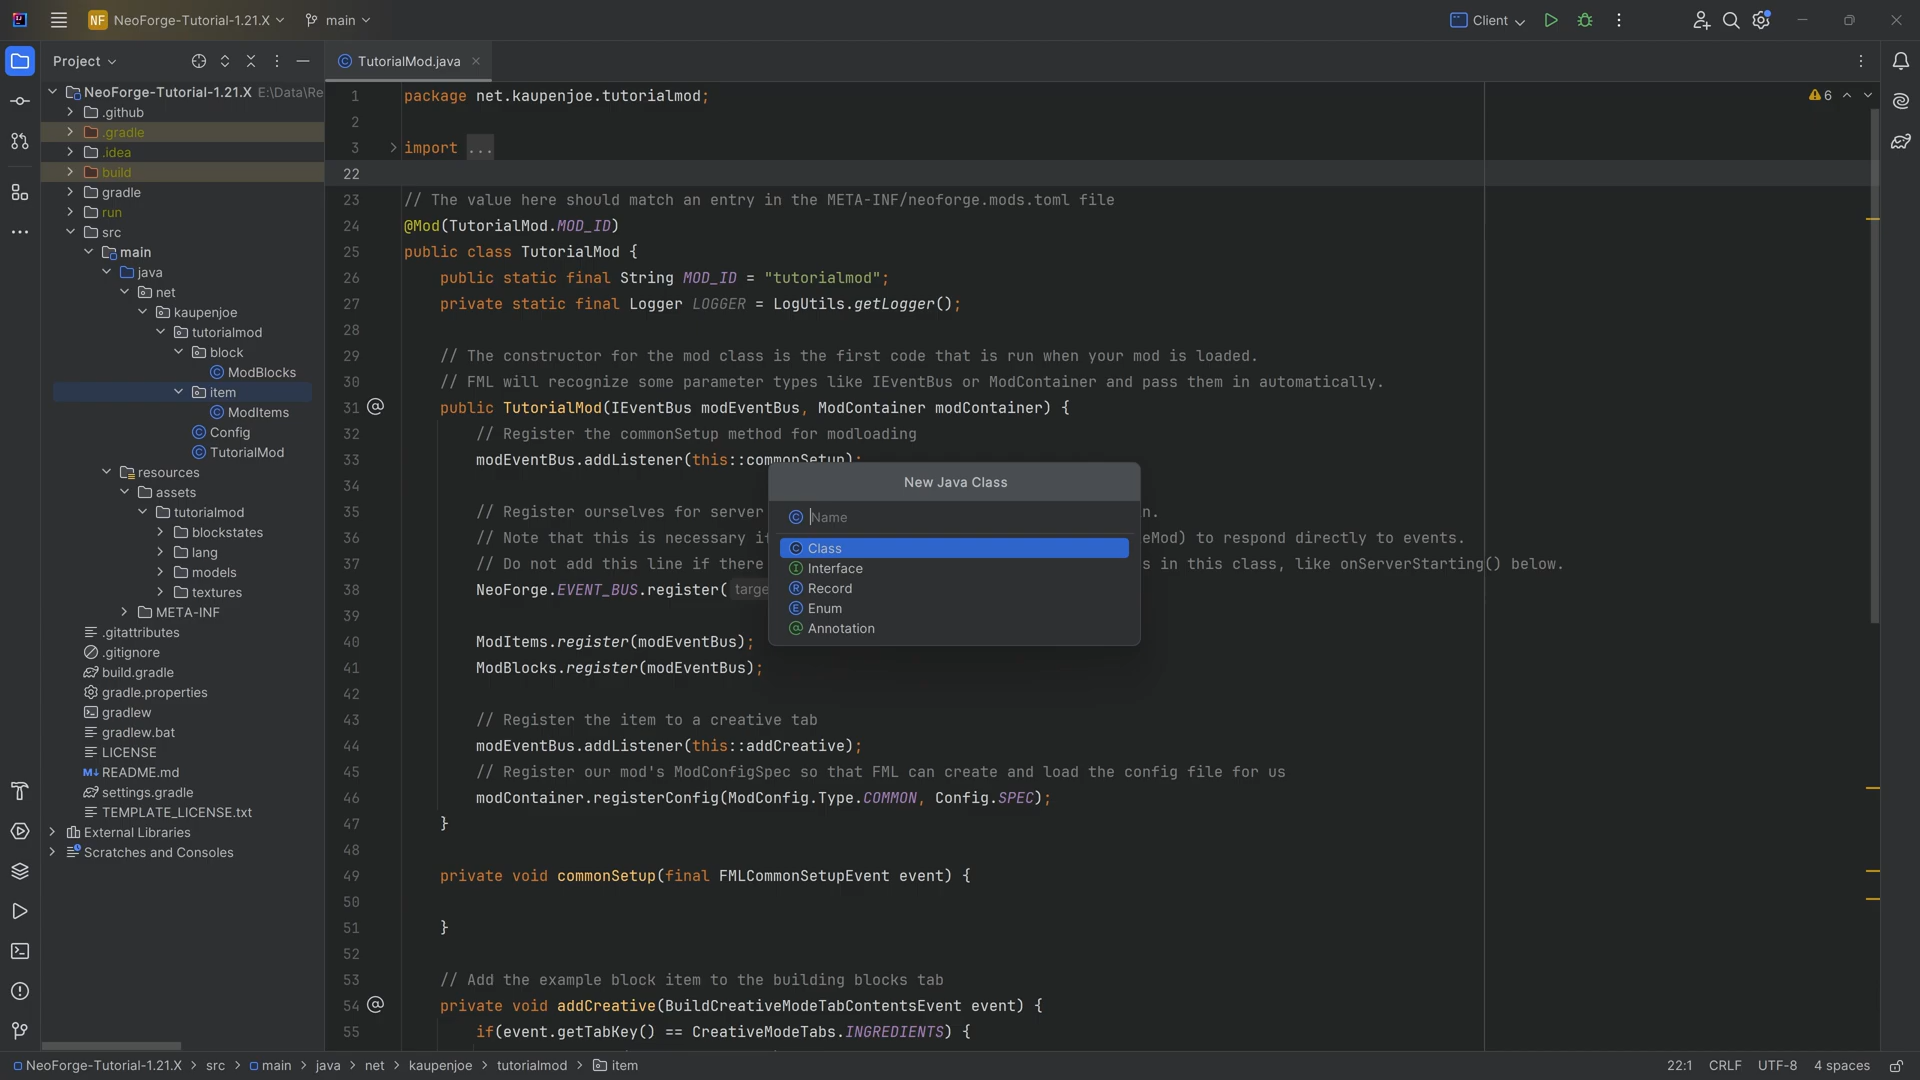 NF NeoForge-Tutorial-1.21.X
main
Client
Project
TutorialMod.java
NeoForge-Tutorial-1.21.X E:\Data\Re
.github
.gradle
.idea
build
gradle
run
src
main
java
net
kaupenjoe
tutorialmod
block
ModBlocks
item
ModItems
Config
TutorialMod
resources
assets
tutorialmod
blockstates
lang
models
textures
META-INF
.gitattributes
.gitignore
build.gradle
gradle.properties
gradlew
gradlew.bat
LICENSE
M↓ README.md
settings.gradle
TEMPLATE_LICENSE.txt
External Libraries
Scratches and Consoles
6
1 package net.kaupenjoe.tutorialmod;
2
3 import ...
22
23 // The value here should match an entry in the META-INF/neoforge.mods.toml file
24 @Mod(TutorialMod.MOD_ID)
25 public class TutorialMod {
26 public static final String MOD_ID = "tutorialmod";
27 private static final Logger LOGGER = LogUtils.getLogger();
28
29 // The constructor for the mod class is the first code that is run when your mod is loaded.
30 // FML will recognize some parameter types like IEventBus or ModContainer and pass them in automatically.
31 public TutorialMod(IEventBus modEventBus, ModContainer modContainer) {
32 // Register the commonSetup method for modloading
33 modEventBus.addListener(this::commonSetup);
34
35 // Register ourselves for server n.
36 // Note that this is necessary if eMod) to respond directly to events.
37 // Do not add this line if there s in this class, like onServerStarting() below.
38 NeoForge.EVENT_BUS.register( targe
39
40 ModItems.register(modEventBus);
41 ModBlocks.register(modEventBus);
42
43 // Register the item to a creative tab
44 modEventBus.addListener(this::addCreative);
45 // Register our mod's ModConfigSpec so that FML can create and load the config file for us
46 modContainer.registerConfig(ModConfig.Type.COMMON, Config.SPEC);
47 }
48
49 private void commonSetup(final FMLCommonSetupEvent event) {
50
51 }
52
53 // Add the example block item to the building blocks tab
54 private void addCreative(BuildCreativeModeTabContentsEvent event) {
55 if(event.getTabKey() == CreativeModeTabs.INGREDIENTS) {
New Java Class
Name
Class
Interface
Record
Enum
Annotation
NeoForge-Tutorial-1.21.X > src > main > java > net > kaupenjoe > tutorialmod > item
22:1 CRLF UTF-8 4 spaces